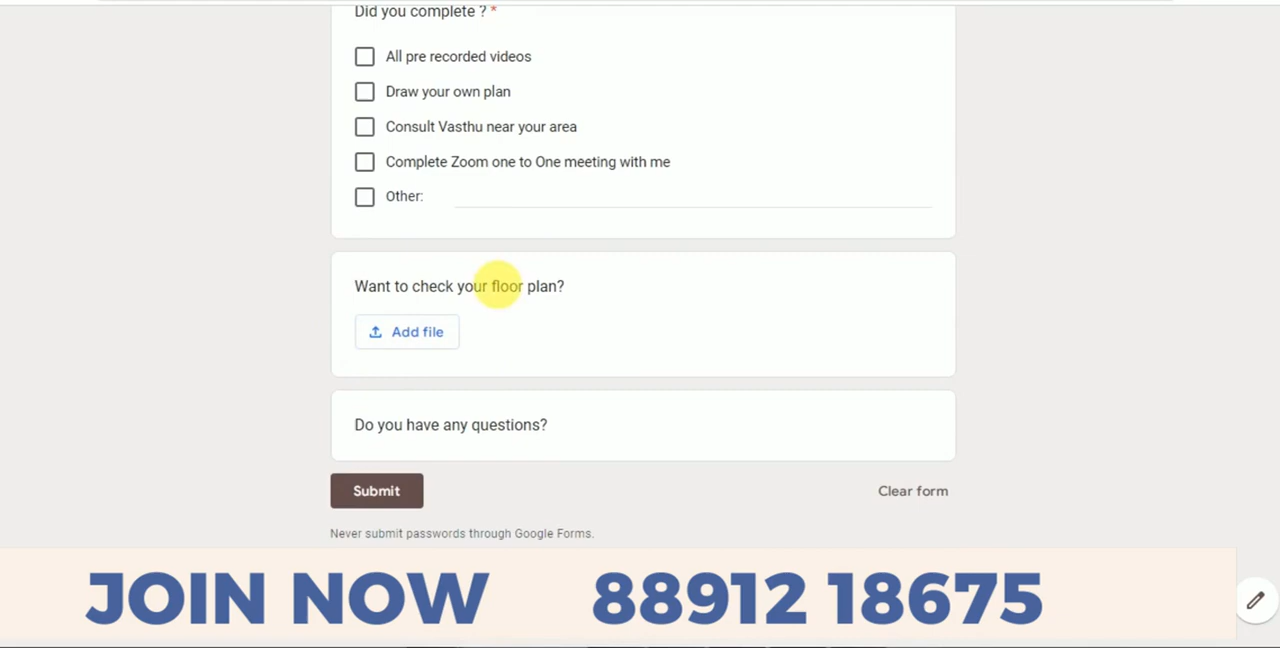 Did you complete ? *
All pre recorded videos
Draw your own plan
Consult Vasthu near your area
Complete Zoom one to One meeting with me
Other:
Want to check your floor plan?
Add file
Do you have any questions?
Submit
Clear form
Never submit passwords through Google Forms.
JOIN NOW 88912 18675